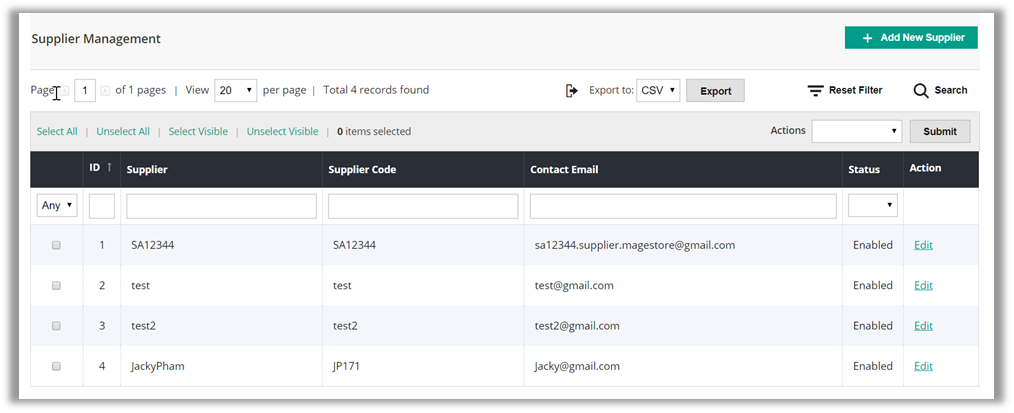 Supplier Management
+ Add New Supplier
Page 1 of 1 pages | View 20 per page | Total 4 records found Export to: CSV Export Reset Filter Search
Select All | Unselect All | Select Visible | Unselect Visible | 0 items selected Actions Submit
ID ↑ Supplier Supplier Code Contact Email Status Action
Any
1 SA12344 SA12344 sa12344.supplier.magestore@gmail.com Enabled Edit
2 test test test@gmail.com Enabled Edit
3 test2 test2 test2@gmail.com Enabled Edit
4 JackyPham JP171 Jacky@gmail.com Enabled Edit